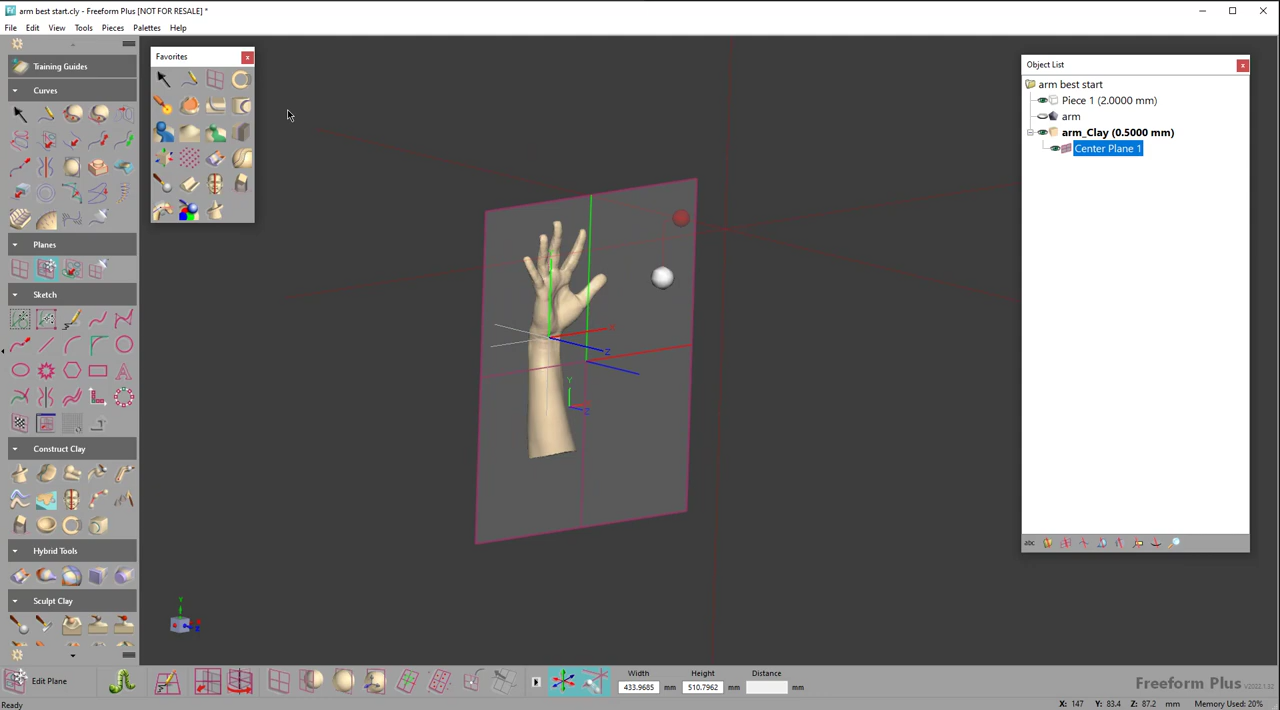 arm best start.cly - Freeform Plus [NOT FOR RESALE] *
File Edit View Tools Pieces Palettes Help
Training Guides
Curves
Planes
Sketch
Construct Clay
Hybrid Tools
Sculpt Clay
Favorites
Y
Z
Y
Z
Y
Object List
arm best start
Piece 1 (2.0000 mm)
arm
arm_Clay (0.5000 mm)
Center Plane 1
abc
Edit Plane
Width
433.9685 mm
Height
510.7962 mm
Distance
mm
Freeform Plus
Ready
X: 147 Y: 83.4 Z: 87.2 mm Memory Used: 20%